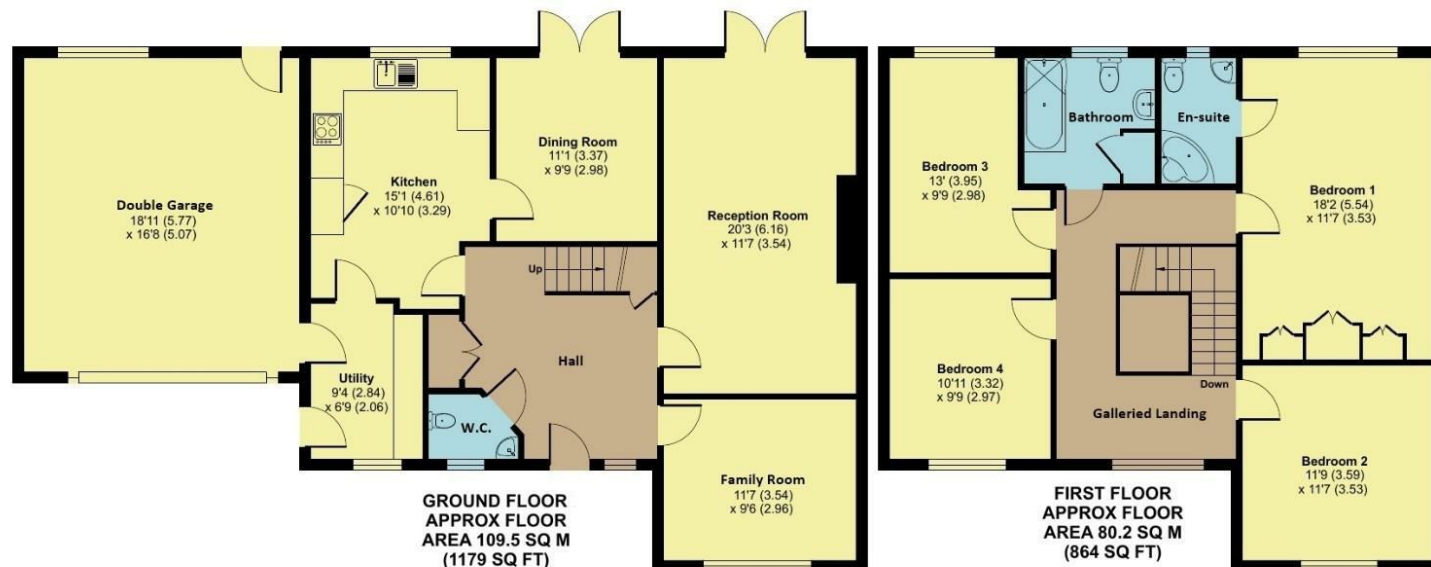 Double Garage
18'11 (5.77)
x 16'8 (5.07)
Kitchen
15'1 (4.61)
x 10'10 (3.29)
Dining Room
11'1 (3.37)
x 9'9 (2.98)
Reception Room
20'3 (6.16)
x 11'7 (3.54)
Up
Hall
Utility
9'4 (2.84)
x 6'9 (2.06)
W.C.
Family Room
11'7 (3.54)
x 9'6 (2.96)
GROUND FLOOR
APPROX FLOOR
AREA 109.5 SQ M
(1179 SQ FT)
Bedroom 3
13' (3.95)
x 9'9 (2.98)
Bathroom
En-suite
Bedroom 1
18'2 (5.54)
x 11'7 (3.53)
Bedroom 4
10'11 (3.32)
x 9'9 (2.97)
Down
Galleried Landing
Bedroom 2
11'9 (3.59)
x 11'7 (3.53)
FIRST FLOOR
APPROX FLOOR
AREA 80.2 SQ M
(864 SQ FT)